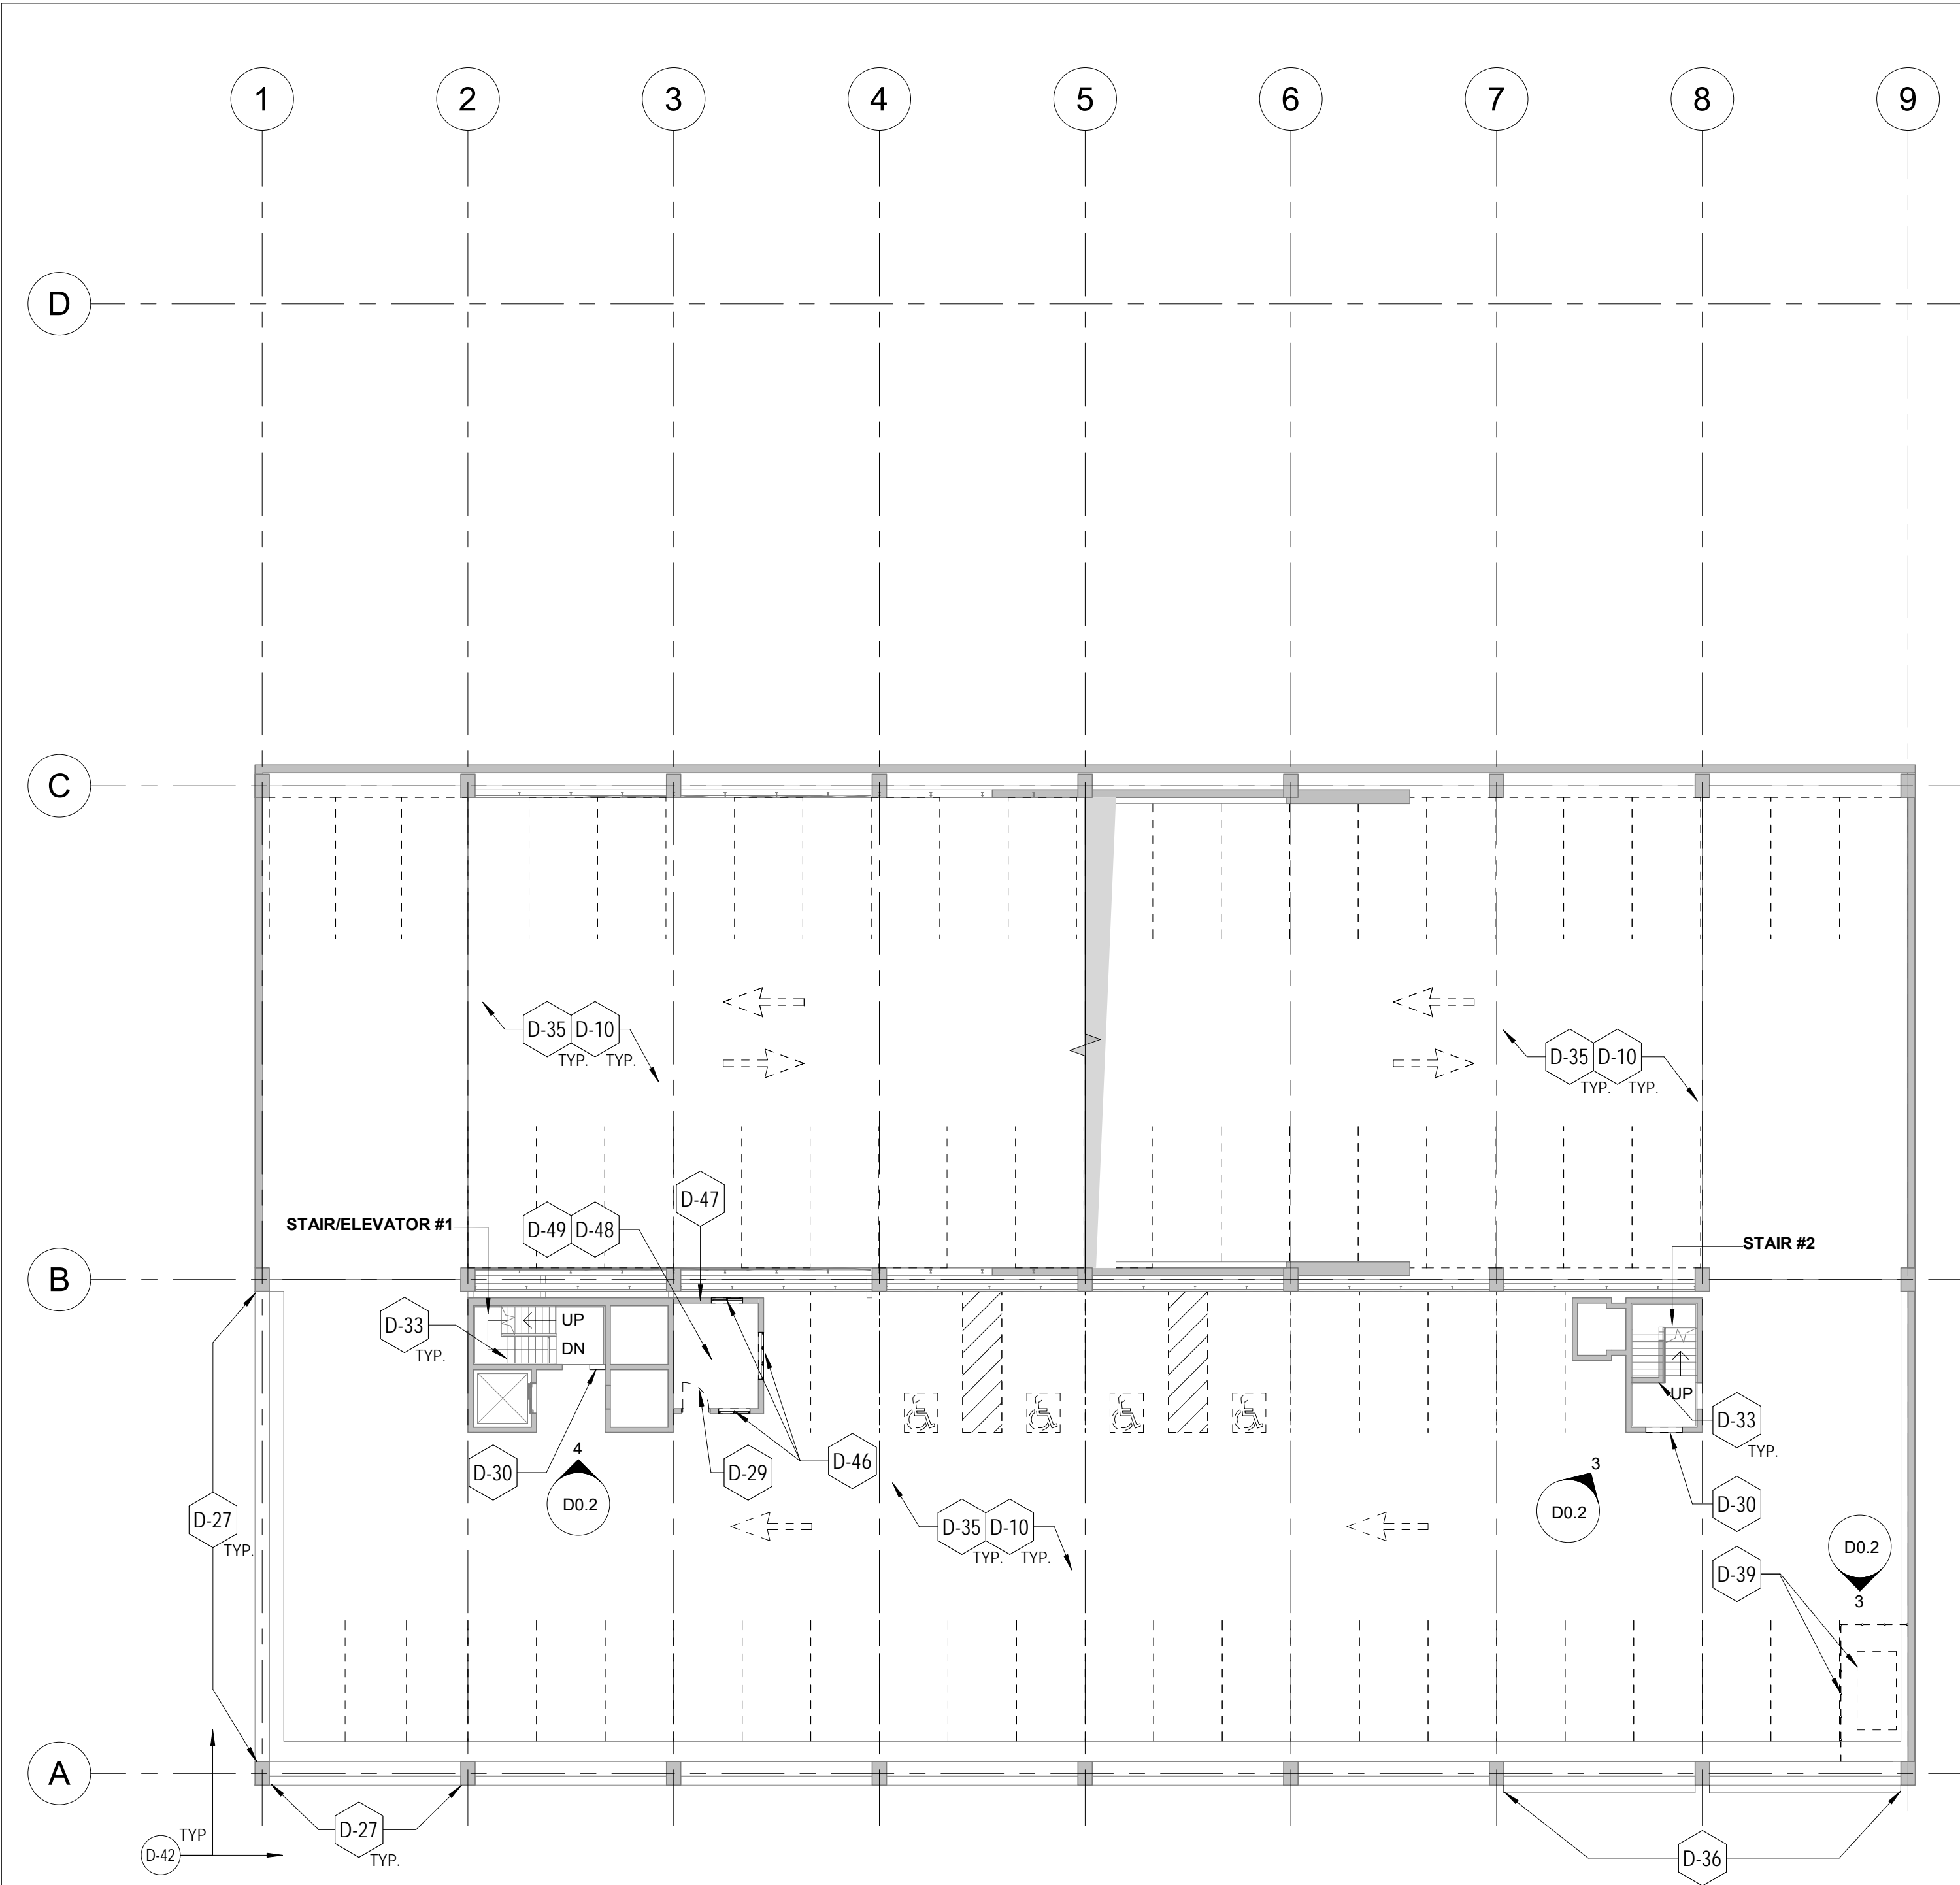 1 2 3 4 5 6 7 8 9
D
C
D-35 D-10
TYP. TYP.
D-35 D-10
TYP. TYP.
D-47
STAIR/ELEVATOR #1
D-49 D-48
STAIR #2
B
UP
DN
D-33
TYP.
UP
D-33
TYP.
D-30
4
D0.2
D-29
D-46
3
D0.2
D-30
D-27
TYP.
D-35 D-10
TYP. TYP.
D0.2
3
D-39
A
TYP
D-42
D-27
TYP.
D-36